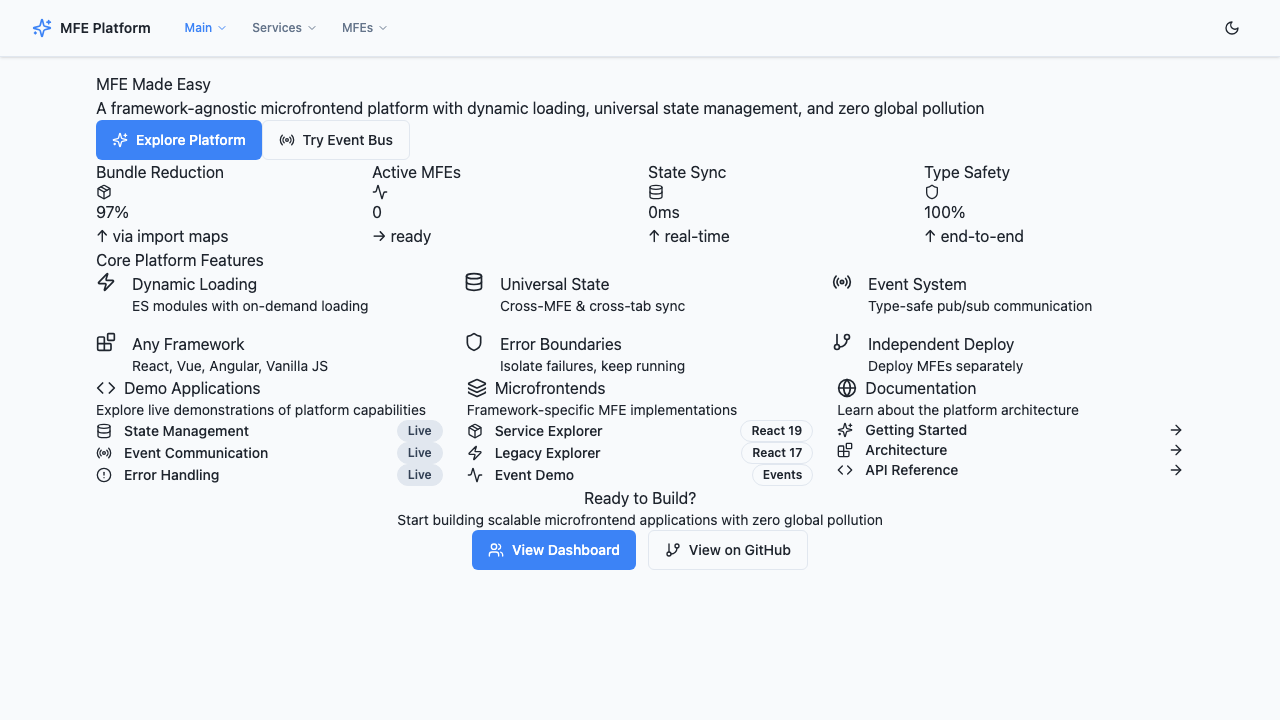 MFE Platform
Main
Services
MFEs
MFE Made Easy
A framework-agnostic microfrontend platform with dynamic loading, universal state management, and zero global pollution
Explore Platform
Try Event Bus
Bundle Reduction
97%
↑ via import maps
Active MFEs
0
→ ready
State Sync
0ms
↑ real-time
Type Safety
100%
↑ end-to-end
Core Platform Features
Dynamic Loading
ES modules with on-demand loading
Universal State
Cross-MFE & cross-tab sync
Event System
Type-safe pub/sub communication
Any Framework
React, Vue, Angular, Vanilla JS
Error Boundaries
Isolate failures, keep running
Independent Deploy
Deploy MFEs separately
Demo Applications
Explore live demonstrations of platform capabilities
State Management Live
Event Communication Live
Error Handling Live
Microfrontends
Framework-specific MFE implementations
Service Explorer React 19
Legacy Explorer React 17
Event Demo Events
Documentation
Learn about the platform architecture
Getting Started →
Architecture →
API Reference →
Ready to Build?
Start building scalable microfrontend applications with zero global pollution
View Dashboard
View on GitHub